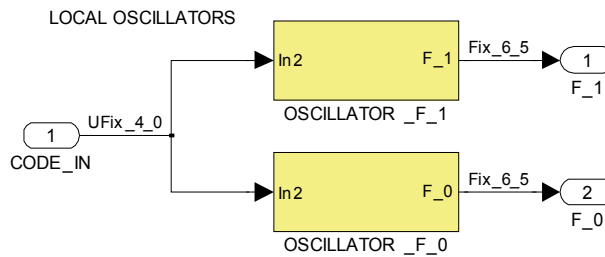 LOCAL OSCILLATORS
In2
F_1
Fix_6_5
1
F_1
OSCILLATOR _F_1
UFix_4_0
1
CODE_IN
In2
F_0
Fix_6_5
2
F_0
OSCILLATOR _F_0